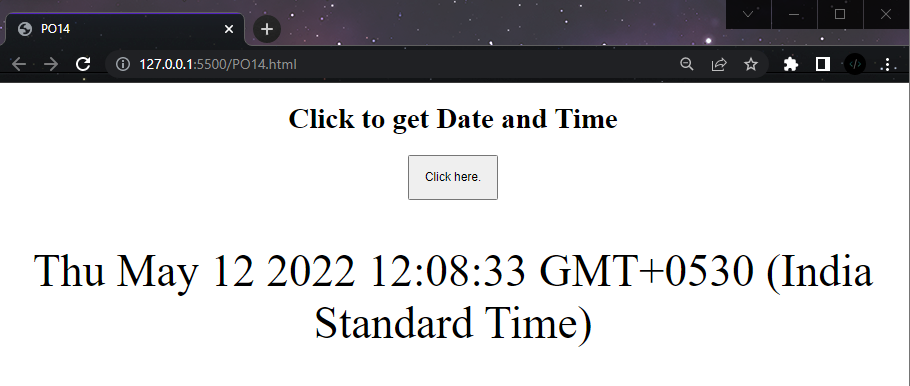 PO14
127.0.0.1:5500/PO14.html
Click to get Date and Time
Click here.
Thu May 12 2022 12:08:33 GMT+0530 (India
Standard Time)